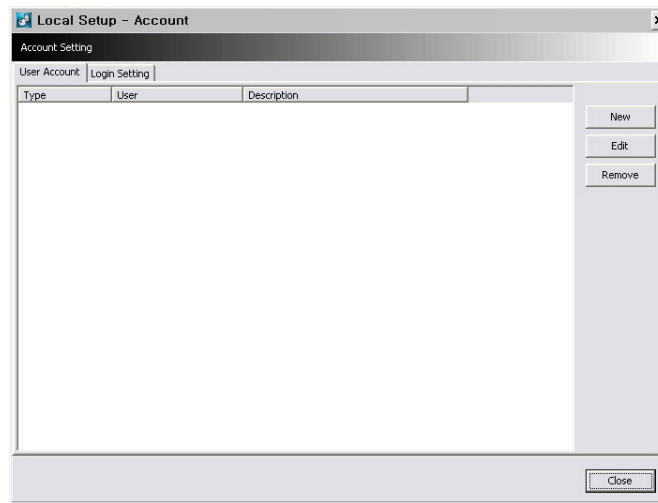 Local Setup - Account
Account Setting
User Account Login Setting
Type User Description
New
Edit
Remove
Close